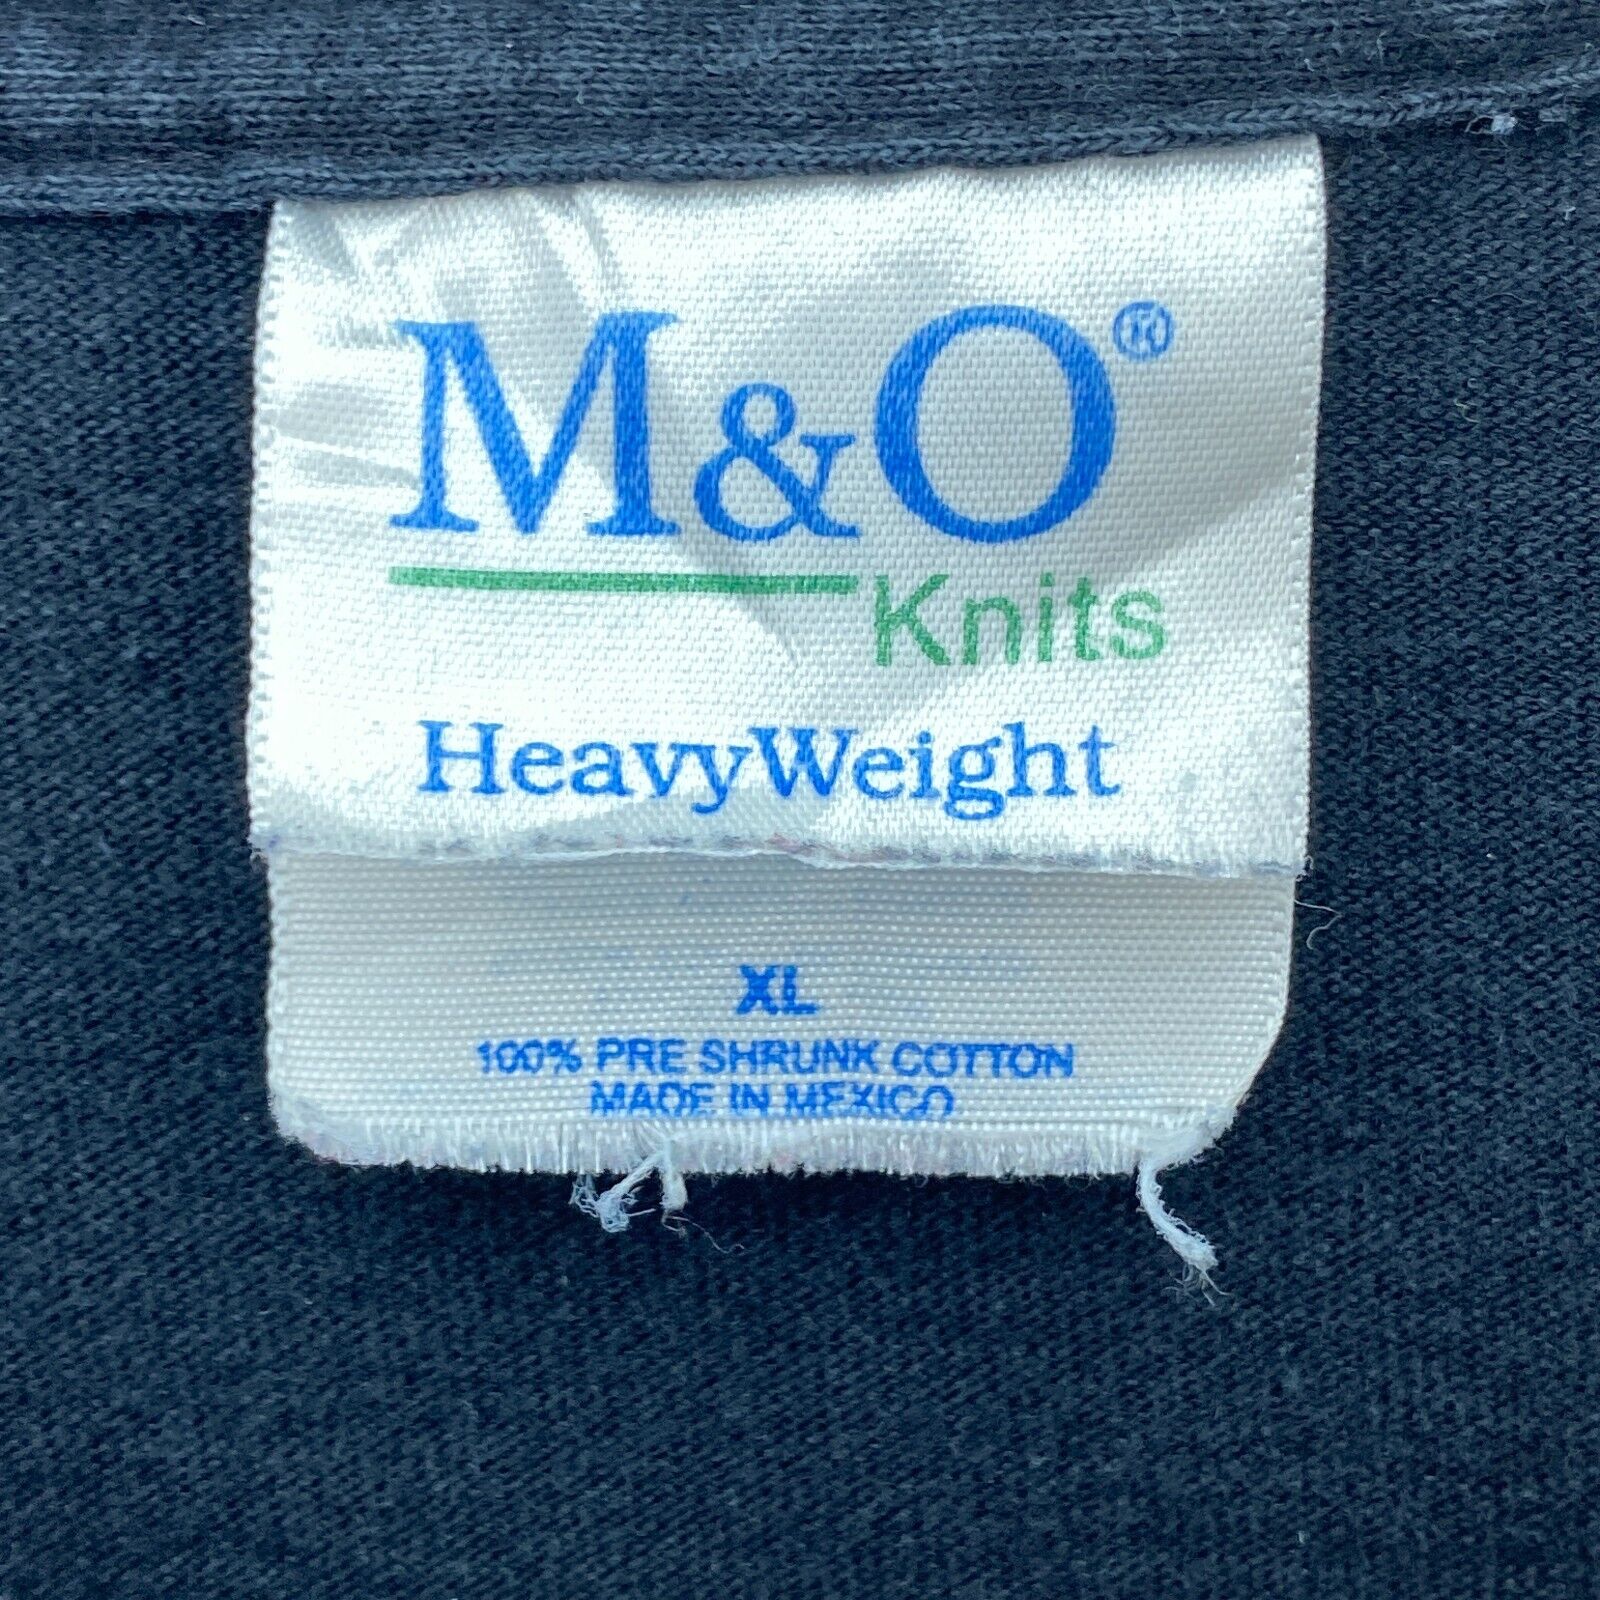 M&O®
Knits
HeavyWeight
XL
100% PRE SHRUNK COTTON
MADE IN MEXICO